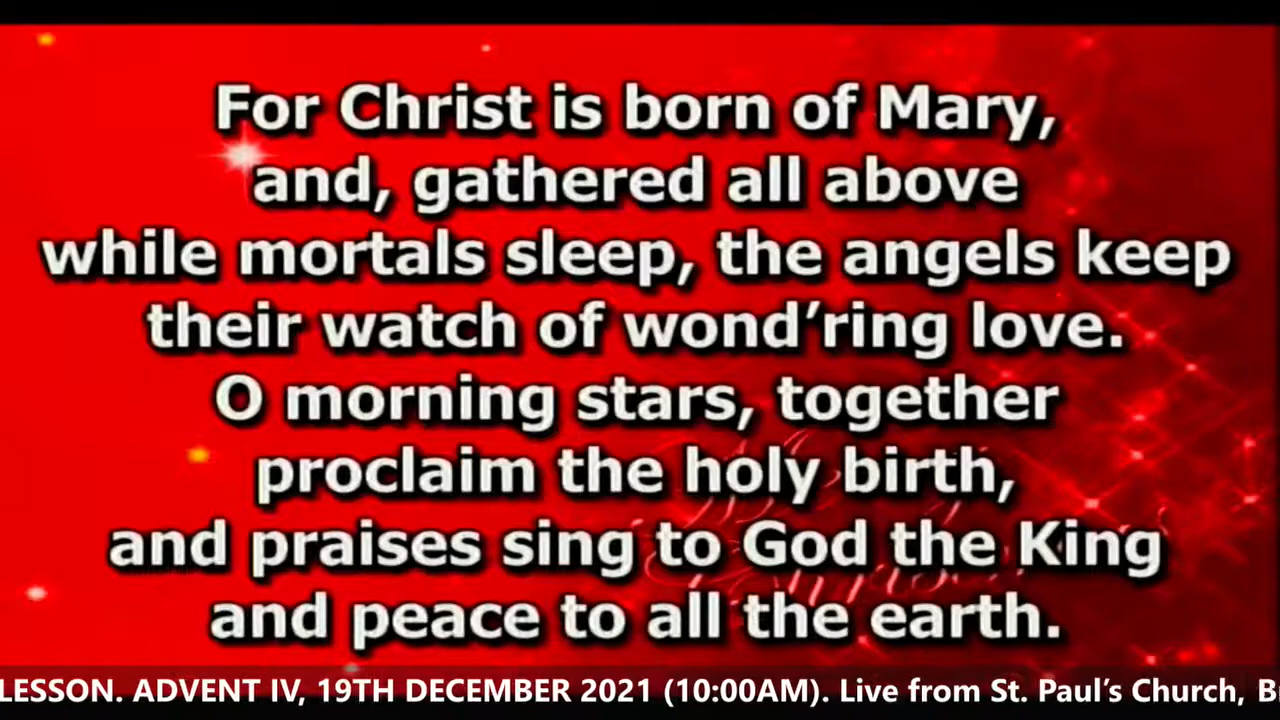 For Christ is born of Mary,
and, gathered all above
while mortals sleep, the angels keep
their watch of wond’ring love.
O morning stars, together
proclaim the holy birth,
and praises sing to God the King
and peace to all the earth.
LESSON. ADVENT IV, 19TH DECEMBER 2021 (10:00AM). Live from St. Paul’s Church,